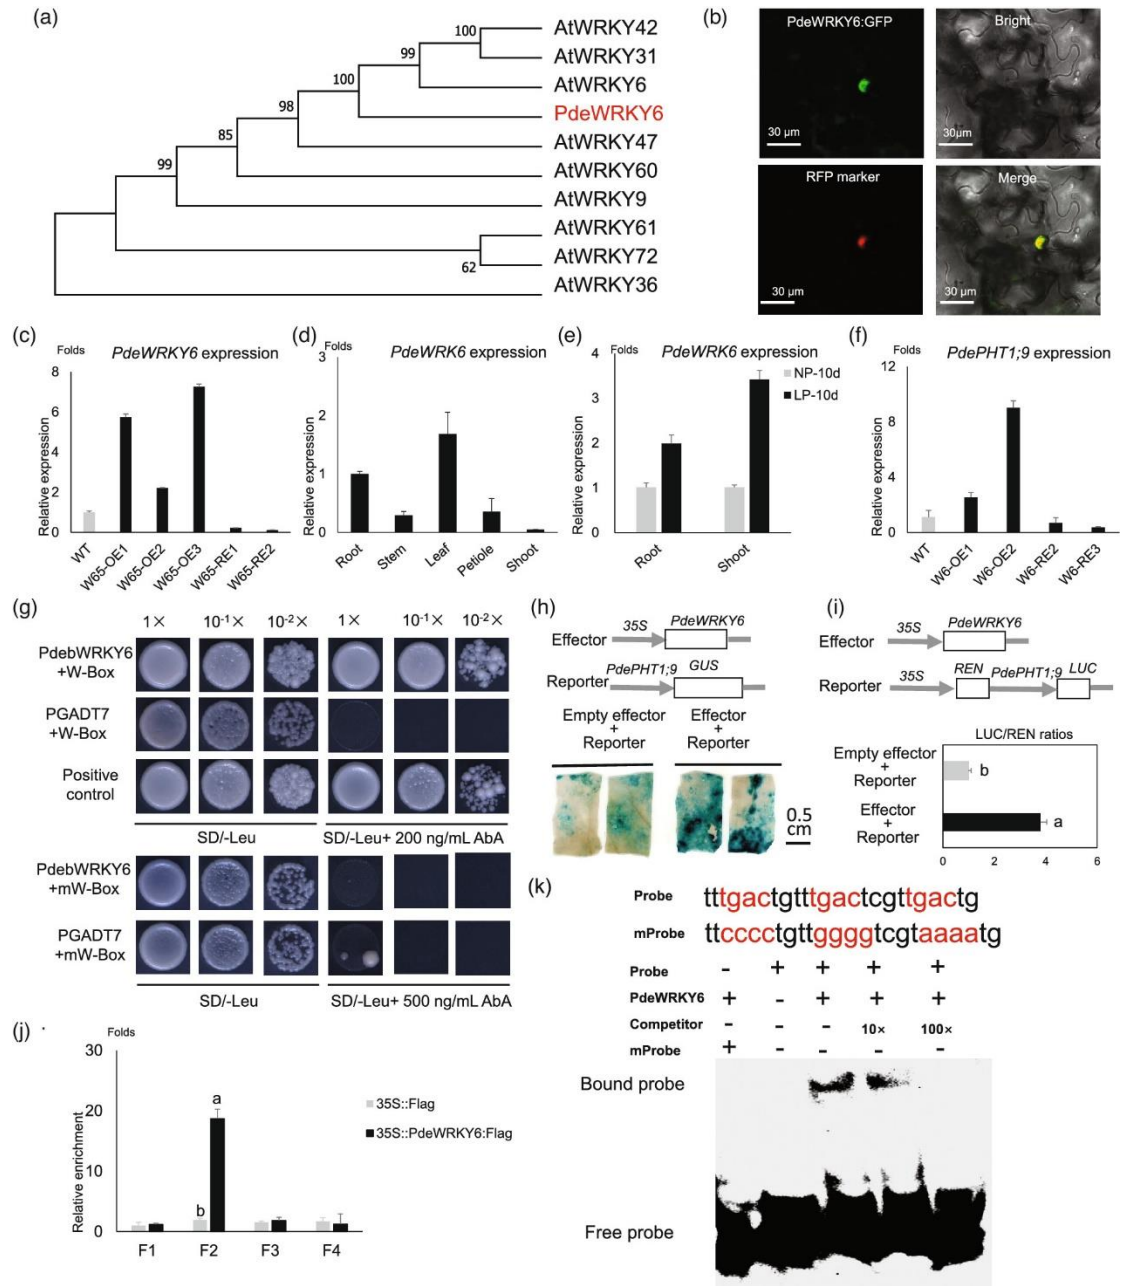 (a)
AtWRKY42
AtWRKY31
AtWRKY6
PdeWRKY6
AtWRKY47
AtWRKY60
AtWRKY9
AtWRKY61
AtWRKY72
AtWRKY36
100
99
100
98
85
99
62
(b)
PdeWRKY6:GFP
Bright
30 µm
30µm
RFP marker
Merge
30 µm
30 µm
(c)
Folds
PdeWRKY6 expression
Relative expression
8
6
4
2
0
WT
W65-OE1
W65-OE2
W65-OE3
W65-RE1
W65-RE2
(d)
Folds
PdeWRK6 expression
Relative expression
3
2
1
0
Root
Stem
Leaf
Petiole
Shoot
(e)
Folds
PdeWRK6 expression
NP-10d
LP-10d
Relative expression
4
3
2
1
0
Root
Shoot
(f)
Folds
PdePHT1;9 expression
Relative expression
12
8
4
0
WT
W6-OE1
W6-OE2
W6-RE2
W6-RE3
(g)
1× 10⁻¹× 10⁻²× 1× 10⁻¹× 10⁻²×
PdebWRKY6
+W-Box
PGADT7
+W-Box
Positive
control
SD/-Leu SD/-Leu+ 200 ng/mL AbA
PdebWRKY6
+mW-Box
PGADT7
+mW-Box
SD/-Leu SD/-Leu+ 500 ng/mL AbA
(h)
35S PdeWRKY6
Effector
PdePHT1;9 GUS
Reporter
Empty effector
+
Reporter
Effector
+
Reporter
0.5
cm
(i)
35S PdeWRKY6
Effector
35S REN PdePHT1;9 LUC
Reporter
LUC/REN ratios
Empty effector
+
Reporter
b
Effector
+
Reporter
a
0 2 4 6
(j)
Folds
30
20
10
0
Relative enrichment
35S::Flag
35S::PdeWRKY6:Flag
a
b
F1 F2 F3 F4
(k)
Probe tttgactgtttgactcgttgactg
mProbe ttcccctgttggggtcgtaaaatg
Probe - + + + +
PdeWRKY6 + - + + +
Competitor - - - 10× 100×
mProbe + - - - -
Bound probe
Free probe